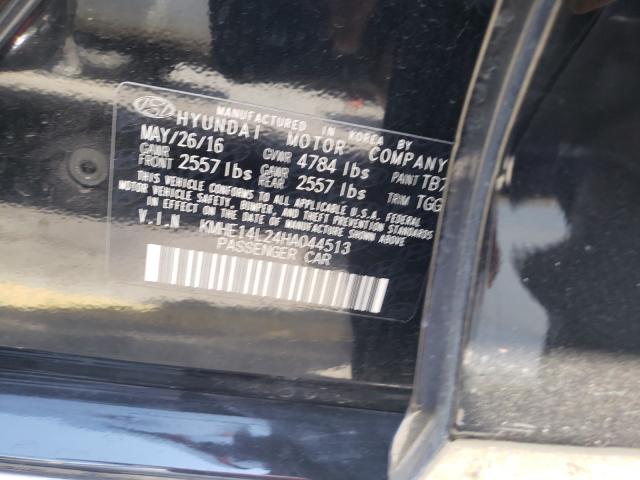 MANUFACTURED IN KOREA BY
HYUNDAI MOTOR COMPANY
MAY/26/16 GVWR 4784 lbs PAINT
GAWR FRONT 2557 lbs GAWR REAR 2557 lbs TRIM TGG
THIS VEHICLE CONFORMS TO ALL APPLICABLE U.S.A. FEDERAL
MOTOR VEHICLE SAFETY, BUMPER, AND THEFT PREVENTION STANDARDS
IN EFFECT ON THE DATE OF MANUFACTURE SHOWN ABOVE.
V.I.N KMHE14L24HA044513
PASSENGER CAR